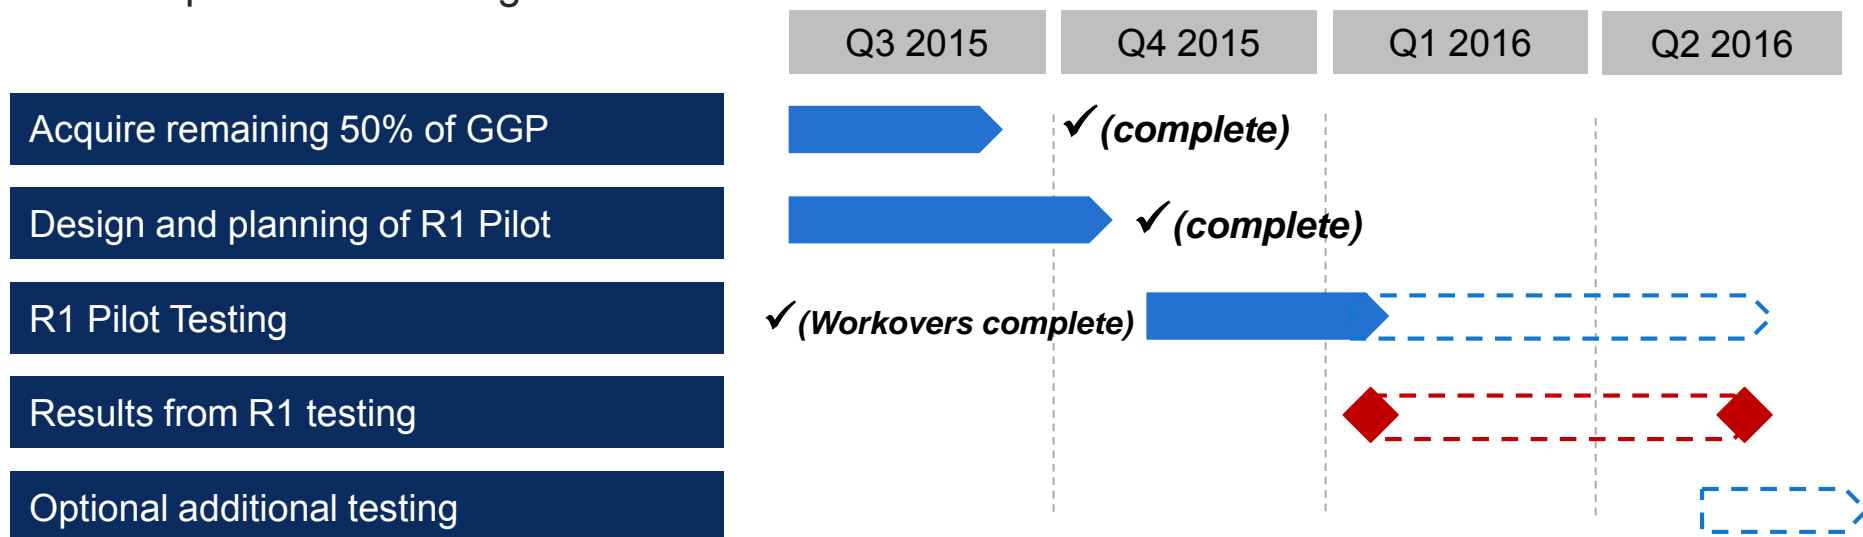 Q3 2015 Q4 2015 Q1 2016 Q2 2016
Acquire remaining 50% of GGP ✓(complete)
Design and planning of R1 Pilot ✓(complete)
R1 Pilot Testing ✓(Workovers complete)
Results from R1 testing
Optional additional testing